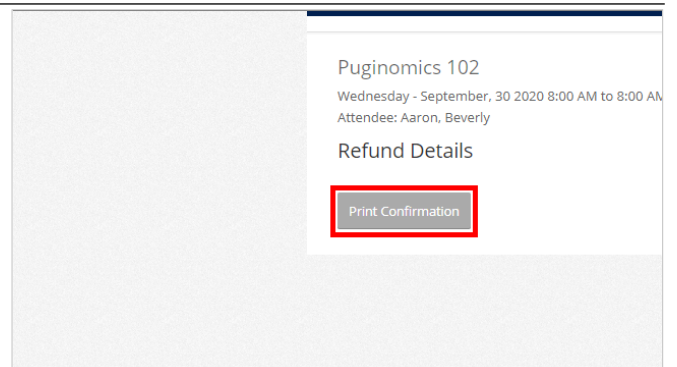 Puginomics 102
Wednesday - September, 30 2020 8:00 AM to 8:00 AM
Attendee: Aaron, Beverly
Refund Details
Print Confirmation